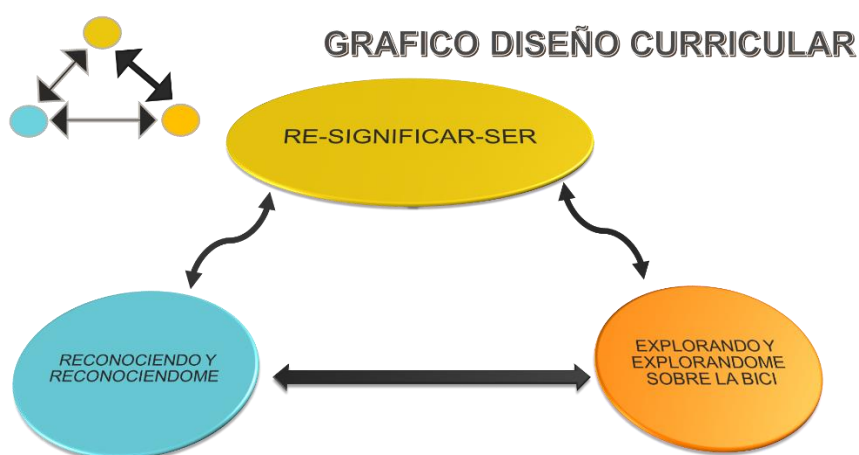 GRAFICO DISEÑO CURRICULAR
RE-SIGNIFICAR-SER
RECONOCIENDO Y
RECONOCIENDOME
EXPLORANDO Y
EXPLORANDOME
SOBRE LA BICI